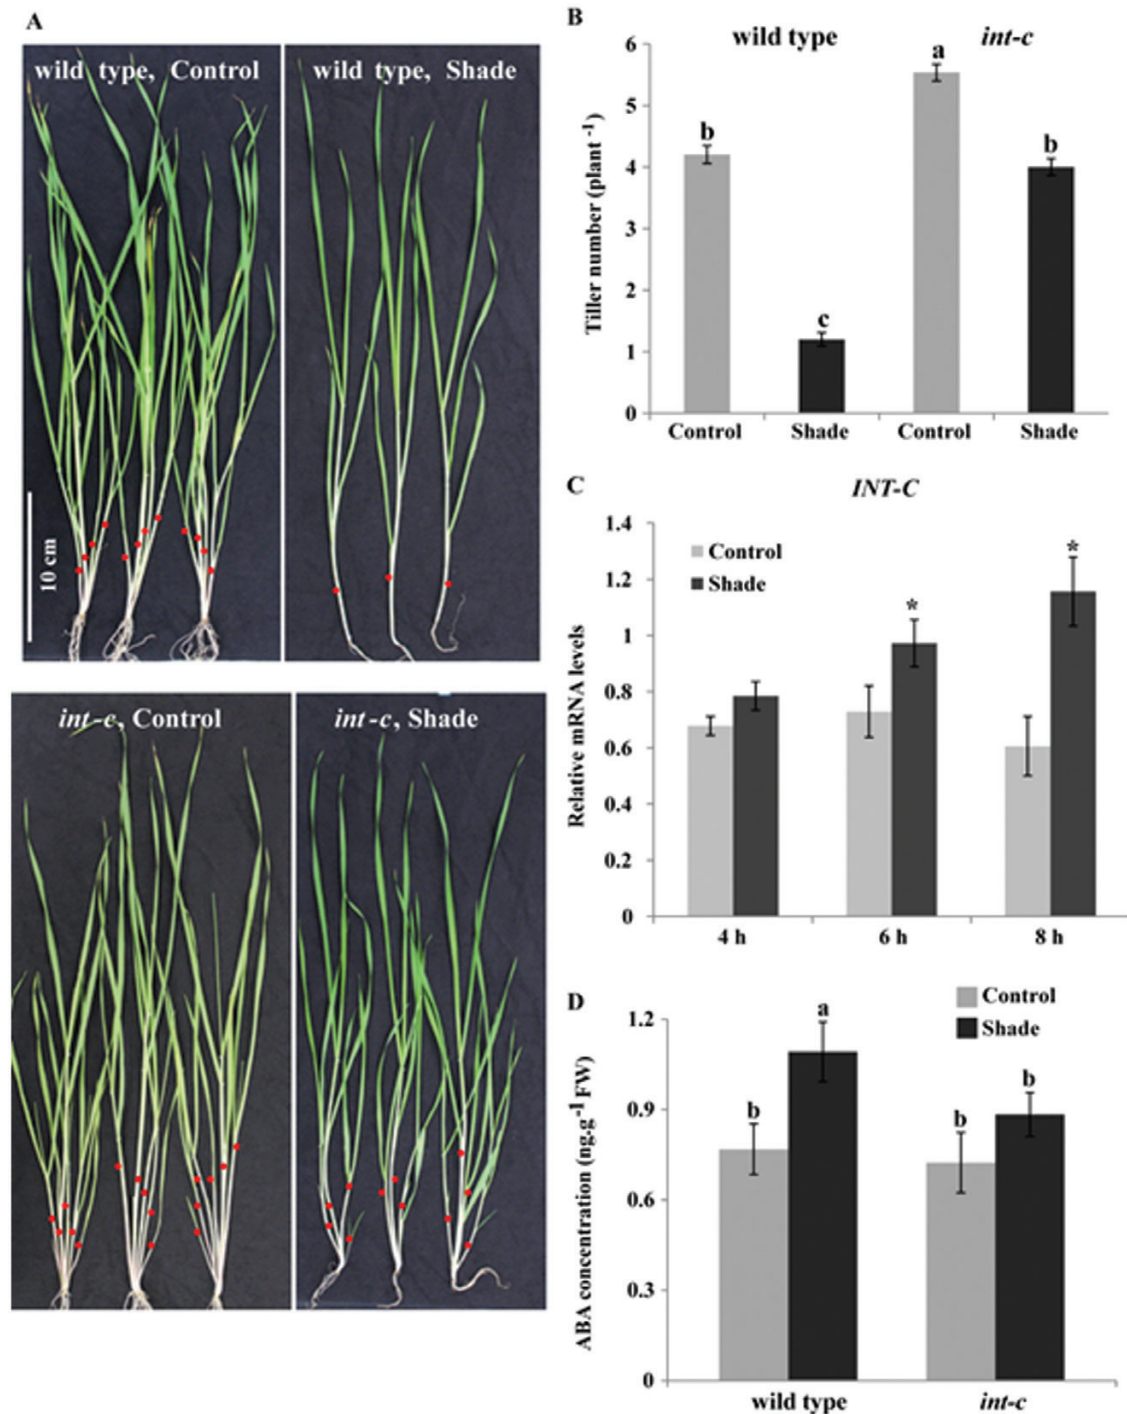 A
wild type, Control
wild type, Shade
10 cm
int-c, Control
int-c, Shade
B
wild type
int-c
Tiller number (plant -1)
6
5
4
3
2
1
0
b
c
a
b
Control
Shade
Control
Shade
C
INT-C
Control
Shade
Relative mRNA levels
1.4
1.2
1
0.8
0.6
0.4
0.2
0
*
*
4 h
6 h
8 h
D
Control
Shade
ABA concentration (ng.g-1 FW)
1.2
0.9
0.6
0.3
0
b
a
b
b
wild type
int-c